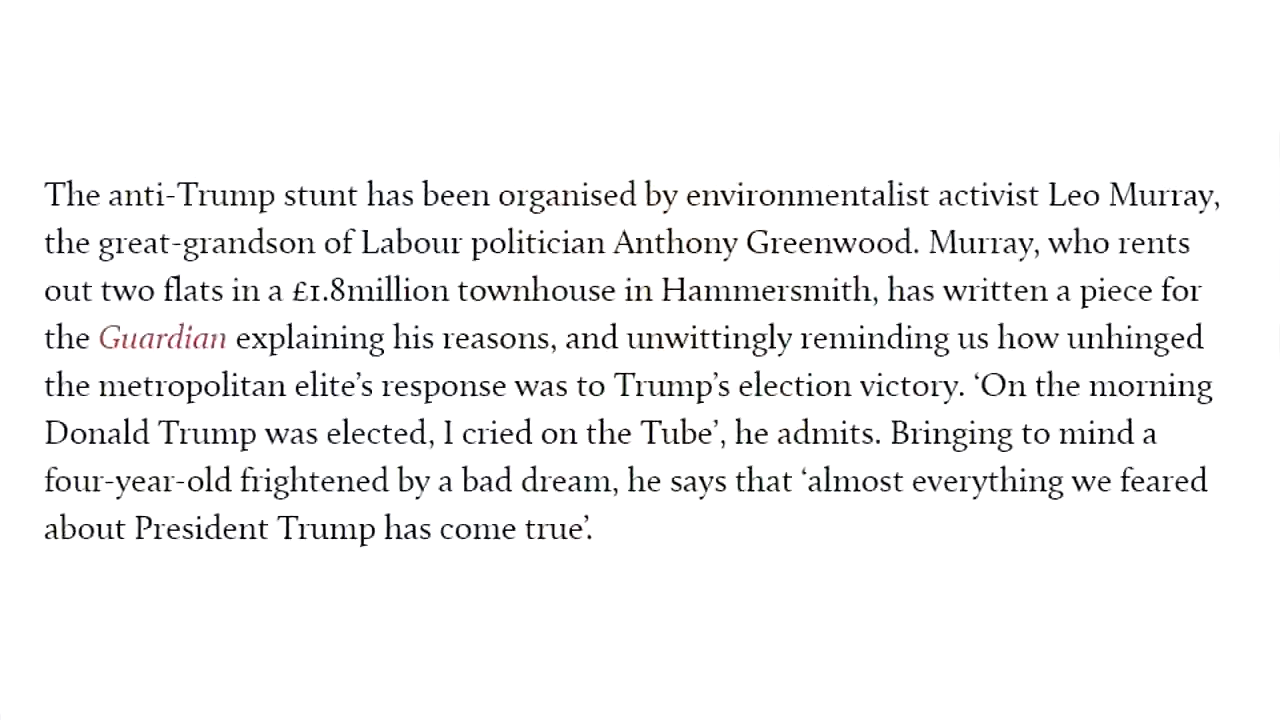 The anti-Trump stunt has been organised by environmentalist activist Leo Murray,
the great-grandson of Labour politician Anthony Greenwood. Murray, who rents
out two flats in a £1.8million townhouse in Hammersmith, has written a piece for
the Guardian explaining his reasons, and unwittingly reminding us how unhinged
the metropolitan elite’s response was to Trump’s election victory. ‘On the morning
Donald Trump was elected, I cried on the Tube’, he admits. Bringing to mind a
four-year-old frightened by a bad dream, he says that ‘almost everything we feared
about President Trump has come true’.